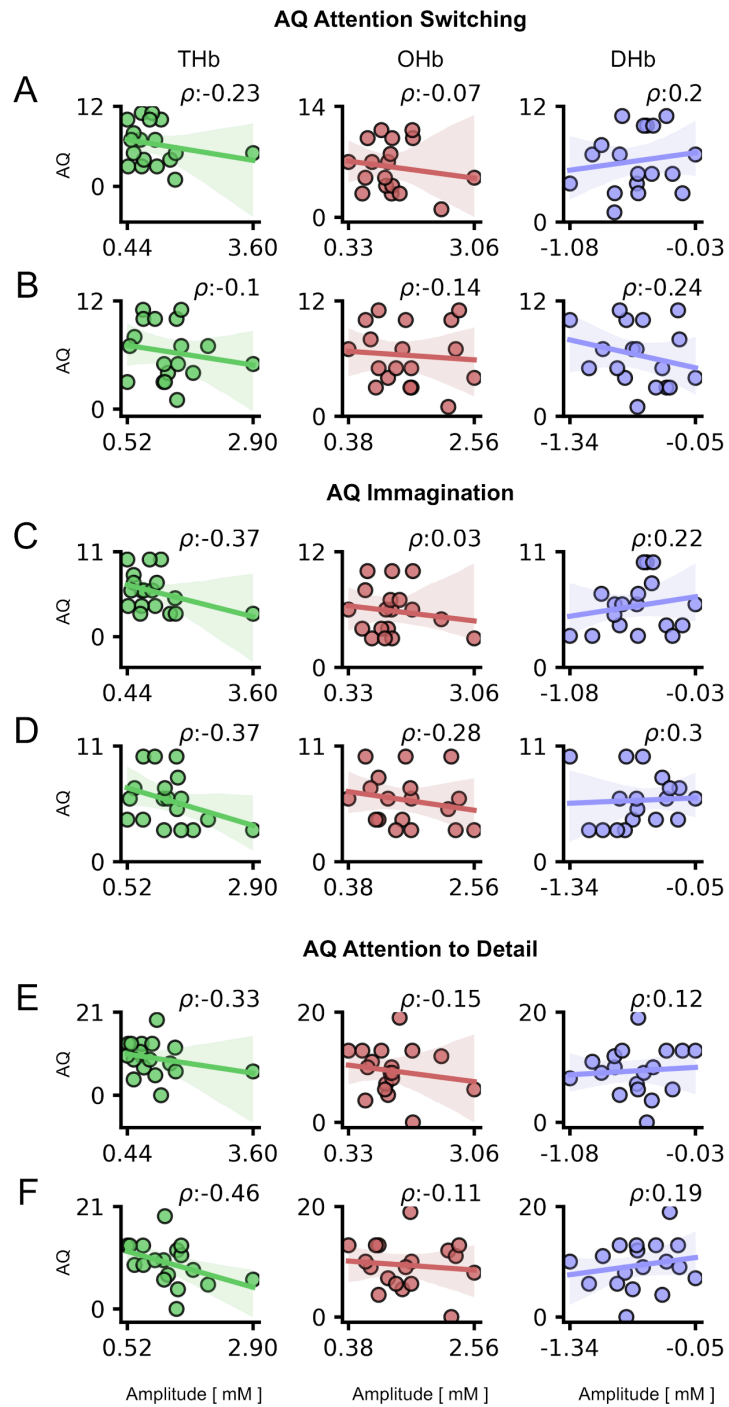 AQ Attention Switching
THb OHb DHb
A
ρ:-0.23 ρ:-0.07 ρ:0.2
12 14 12
AQ
0 0 0
0.44 3.60 0.33 3.06 -1.08 -0.03
B
ρ:-0.1 ρ:-0.14 ρ:-0.24
12 12 12
AQ
0 0 0
0.52 2.90 0.38 2.56 -1.34 -0.05
AQ Immagination
C
ρ:-0.37 ρ:0.03 ρ:0.22
11 12 11
AQ
0 0 0
0.44 3.60 0.33 3.06 -1.08 -0.03
D
ρ:-0.37 ρ:-0.28 ρ:0.3
11 11 11
AQ
0 0 0
0.52 2.90 0.38 2.56 -1.34 -0.05
AQ Attention to Detail
E
ρ:-0.33 ρ:-0.15 ρ:0.12
21 20 20
AQ
0 0 0
0.44 3.60 0.33 3.06 -1.08 -0.03
F
ρ:-0.46 ρ:-0.11 ρ:0.19
21 20 20
AQ
0 0 0
0.52 2.90 0.38 2.56 -1.34 -0.05
Amplitude [ mM ] Amplitude [ mM ] Amplitude [ mM ]